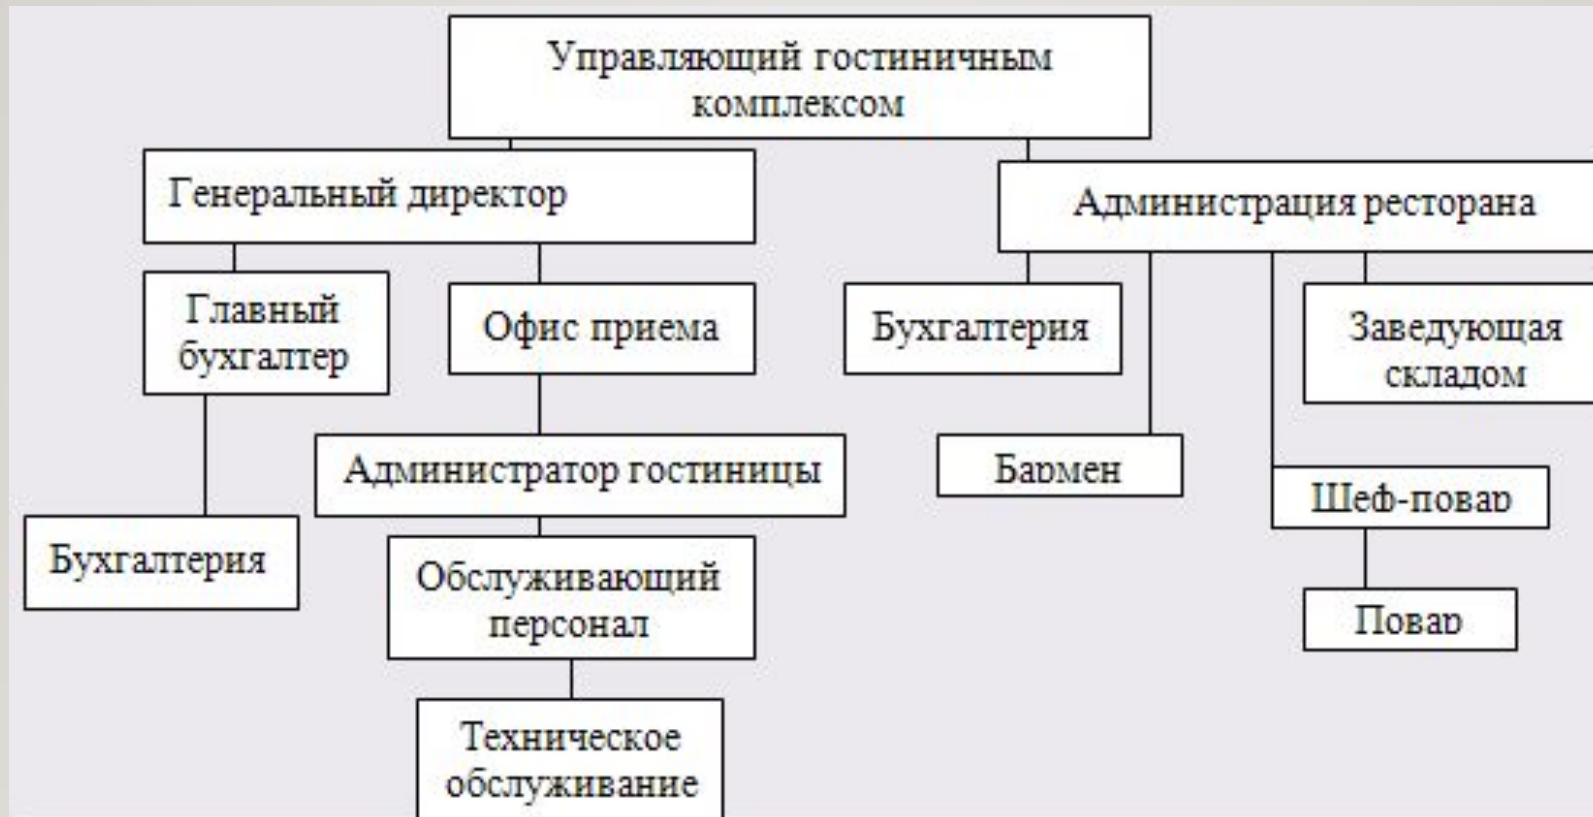 Управляющий гостиничным
комплексом
Генеральный директор
Администрация ресторана
Главный
бухгалтер
Офис приема
Бухгалтерия
Заведующая
складом
Администратор гостиницы
Бармен
Шеф-повар
Бухгалтерия
Обслуживающий
персонал
Повар
Техническое
обслуживание